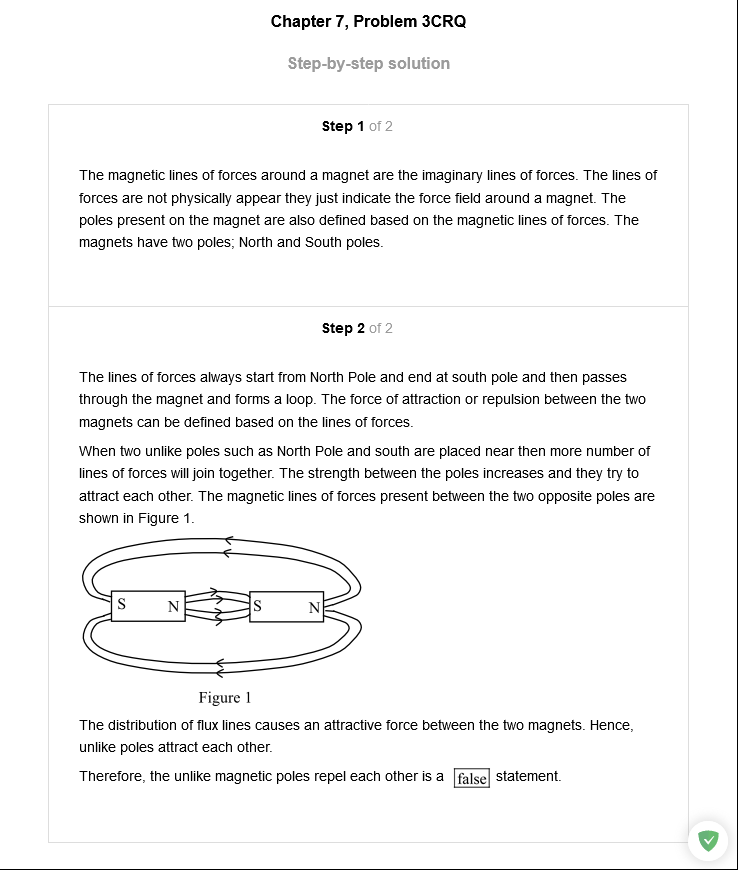 Chapter 7, Problem 3CRQ
Step-by-step solution
Step 1 of 2
The magnetic lines of forces around a magnet are the imaginary lines of forces. The lines of
forces are not physically appear they just indicate the force field around a magnet. The
poles present on the magnet are also defined based on the magnetic lines of forces. The
magnets have two poles; North and South poles.
Step 2 of 2
The lines of forces always start from North Pole and end at south pole and then passes
through the magnet and forms a loop. The force of attraction or repulsion between the two
magnets can be defined based on the lines of forces.
When two unlike poles such as North Pole and south are placed near then more number of
lines of forces will join together. The strength between the poles increases and they try to
attract each other. The magnetic lines of forces present between the two opposite poles are
shown in Figure 1.
S N S N
Figure 1
The distribution of flux lines causes an attractive force between the two magnets. Hence,
unlike poles attract each other.
Therefore, the unlike magnetic poles repel each other is a false statement.